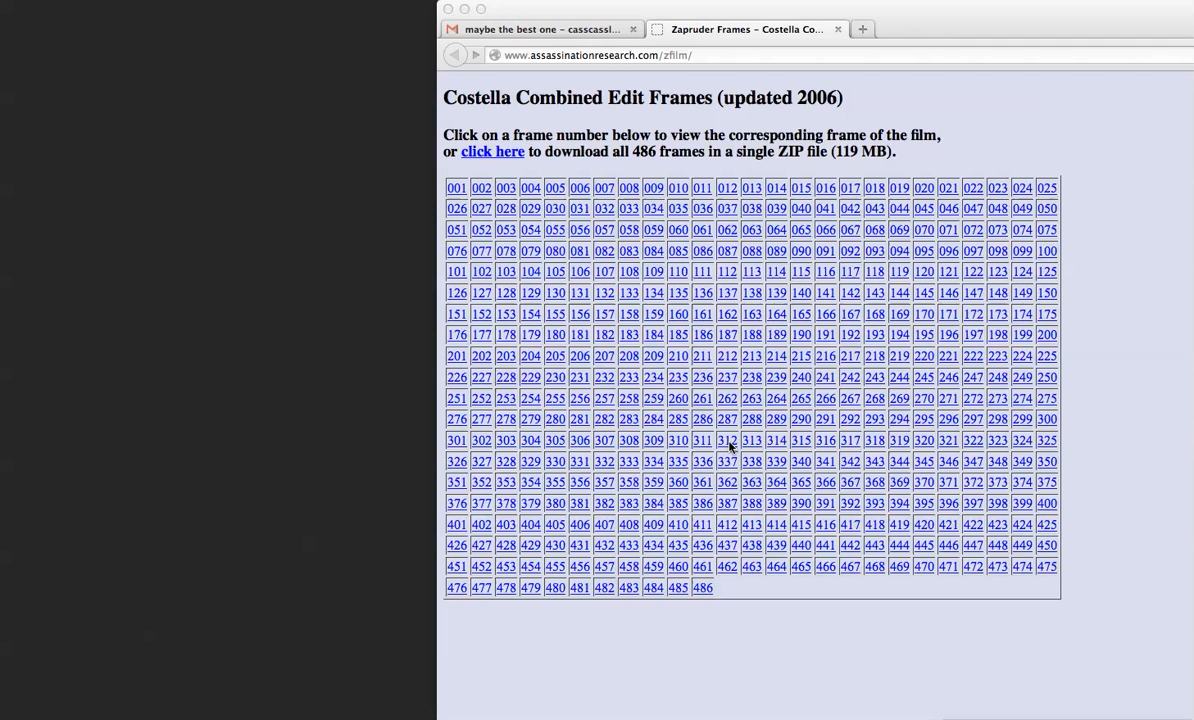 maybe the best one – casscassl...
Zapruder Frames – Costella Co...
www.assassinationresearch.com/zfilm/
Costella Combined Edit Frames (updated 2006)
Click on a frame number below to view the corresponding frame of the film,
or click here to download all 486 frames in a single ZIP file (119 MB).
001 002 003 004 005 006 007 008 009 010 011 012 013 014 015 016 017 018 019 020 021 022 023 024 025
026 027 028 029 030 031 032 033 034 035 036 037 038 039 040 041 042 043 044 045 046 047 048 049 050
051 052 053 054 055 056 057 058 059 060 061 062 063 064 065 066 067 068 069 070 071 072 073 074 075
076 077 078 079 080 081 082 083 084 085 086 087 088 089 090 091 092 093 094 095 096 097 098 099 100
101 102 103 104 105 106 107 108 109 110 111 112 113 114 115 116 117 118 119 120 121 122 123 124 125
126 127 128 129 130 131 132 133 134 135 136 137 138 139 140 141 142 143 144 145 146 147 148 149 150
151 152 153 154 155 156 157 158 159 160 161 162 163 164 165 166 167 168 169 170 171 172 173 174 175
176 177 178 179 180 181 182 183 184 185 186 187 188 189 190 191 192 193 194 195 196 197 198 199 200
201 202 203 204 205 206 207 208 209 210 211 212 213 214 215 216 217 218 219 220 221 222 223 224 225
226 227 228 229 230 231 232 233 234 235 236 237 238 239 240 241 242 243 244 245 246 247 248 249 250
251 252 253 254 255 256 257 258 259 260 261 262 263 264 265 266 267 268 269 270 271 272 273 274 275
276 277 278 279 280 281 282 283 284 285 286 287 288 289 290 291 292 293 294 295 296 297 298 299 300
301 302 303 304 305 306 307 308 309 310 311 312 313 314 315 316 317 318 319 320 321 322 323 324 325
326 327 328 329 330 331 332 333 334 335 336 337 338 339 340 341 342 343 344 345 346 347 348 349 350
351 352 353 354 355 356 357 358 359 360 361 362 363 364 365 366 367 368 369 370 371 372 373 374 375
376 377 378 379 380 381 382 383 384 385 386 387 388 389 390 391 392 393 394 395 396 397 398 399 400
401 402 403 404 405 406 407 408 409 410 411 412 413 414 415 416 417 418 419 420 421 422 423 424 425
426 427 428 429 430 431 432 433 434 435 436 437 438 439 440 441 442 443 444 445 446 447 448 449 450
451 452 453 454 455 456 457 458 459 460 461 462 463 464 465 466 467 468 469 470 471 472 473 474 475
476 477 478 479 480 481 482 483 484 485 486